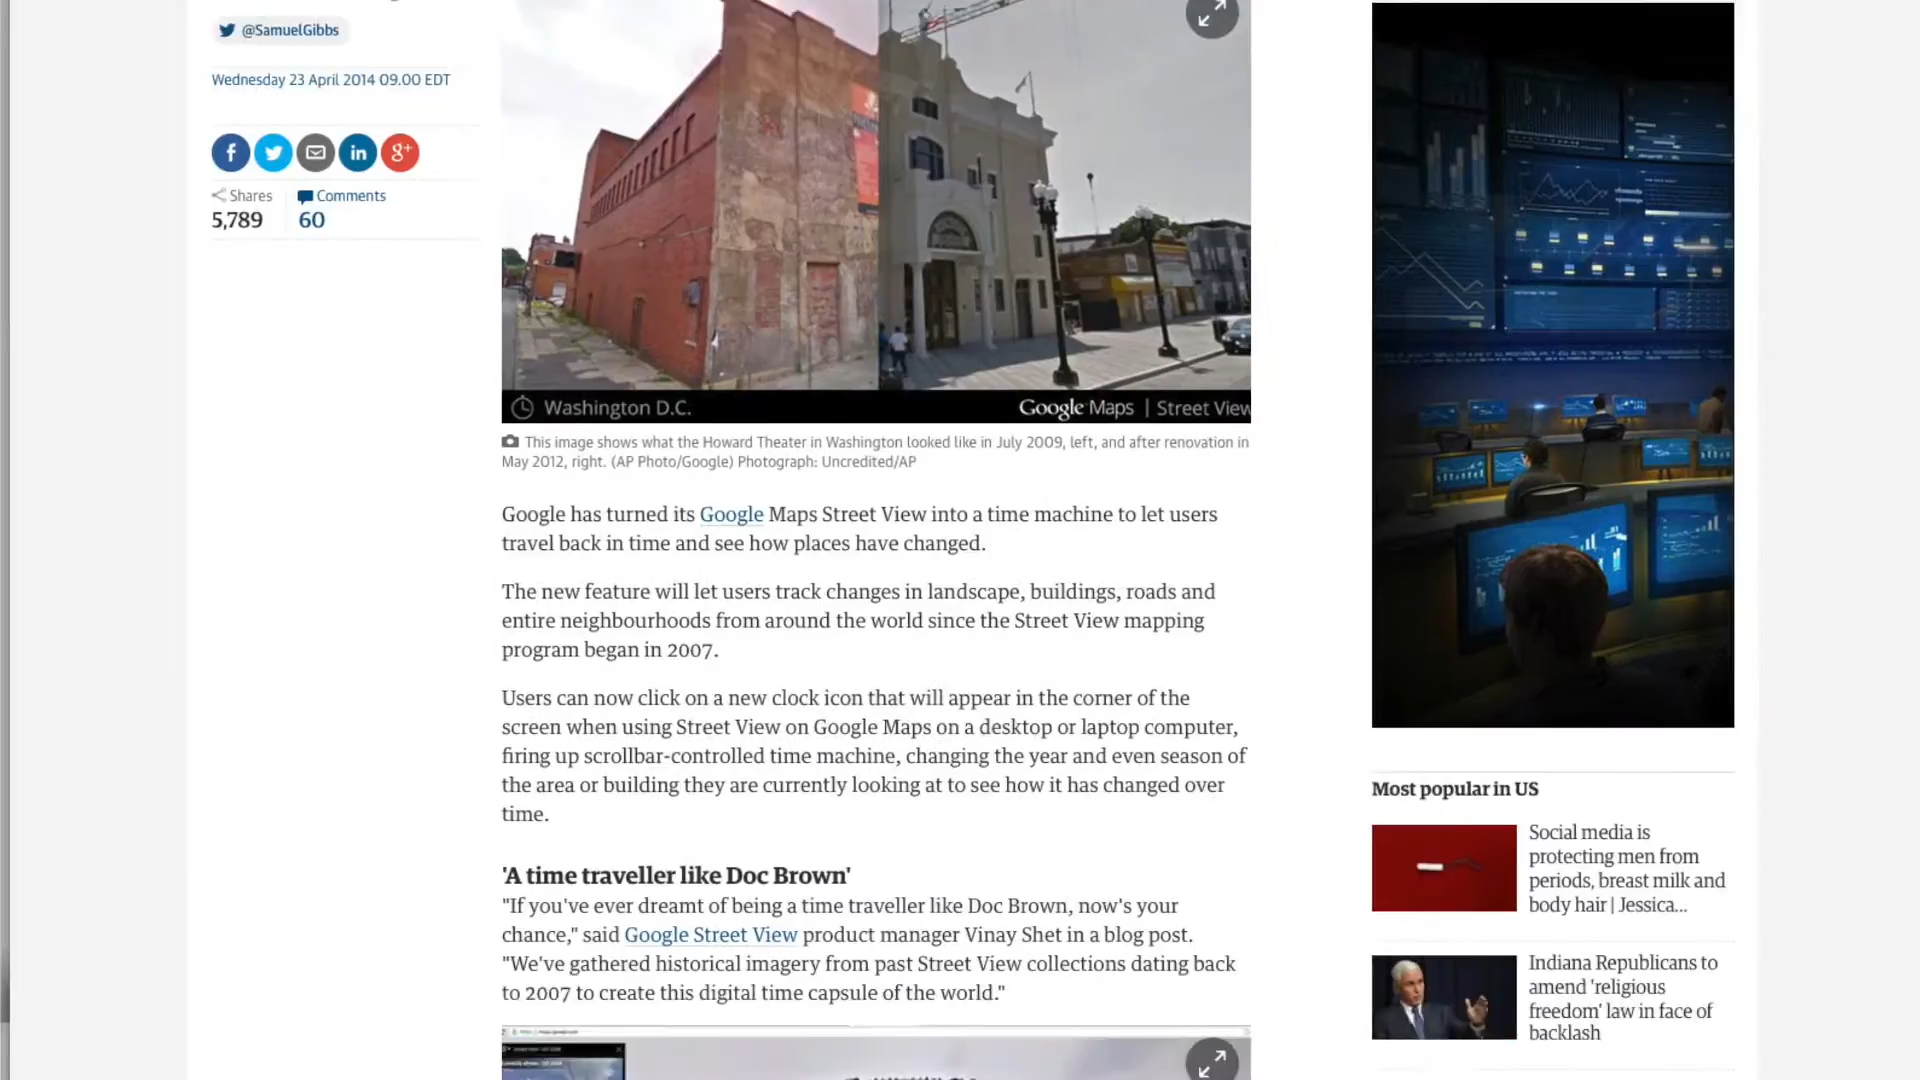 @SamuelGibbs
Wednesday 23 April 2014 09.00 EDT
Shares
5,789
Comments
60
Washington D.C.
Google Maps | Street View
This image shows what the Howard Theater in Washington looked like in July 2009, left, and after renovation in
May 2012, right. (AP Photo/Google) Photograph: Uncredited/AP
Google has turned its Google Maps Street View into a time machine to let users
travel back in time and see how places have changed.
The new feature will let users track changes in landscape, buildings, roads and
entire neighbourhoods from around the world since the Street View mapping
program began in 2007.
Users can now click on a new clock icon that will appear in the corner of the
screen when using Street View on Google Maps on a desktop or laptop computer,
firing up scrollbar-controlled time machine, changing the year and even season of
the area or building they are currently looking at to see how it has changed over
time.
'A time traveller like Doc Brown'
"If you've ever dreamt of being a time traveller like Doc Brown, now's your
chance," said Google Street View product manager Vinay Shet in a blog post.
"We've gathered historical imagery from past Street View collections dating back
to 2007 to create this digital time capsule of the world."
Most popular in US
Social media is
protecting men from
periods, breast milk and
body hair | Jessica...
Indiana Republicans to
amend 'religious
freedom' law in face of
backlash